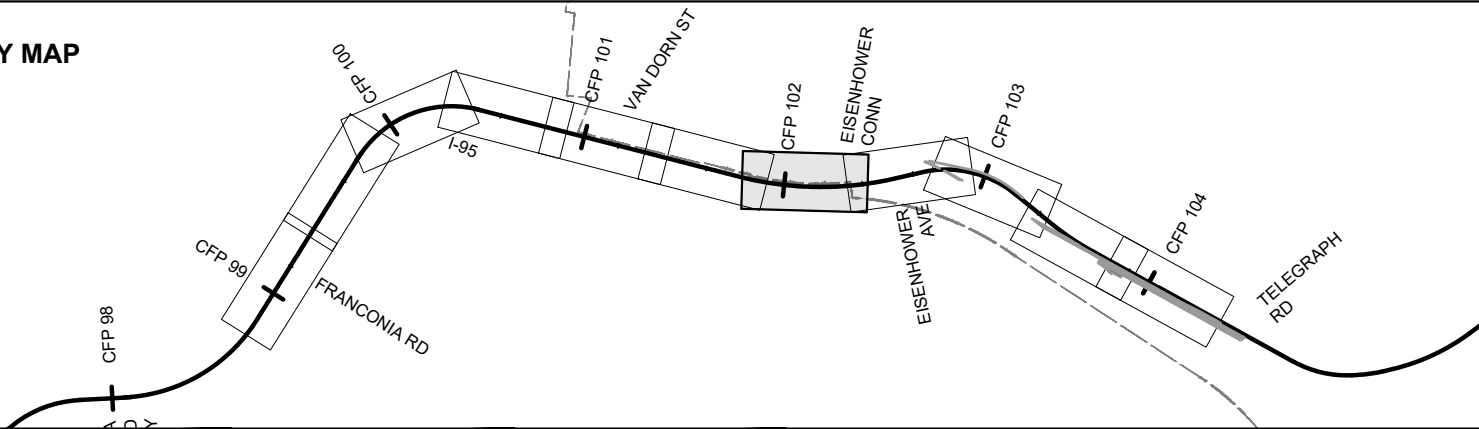 Y MAP
CFP 100
CFP 101
VAN DORN ST
CFP 102
EISENHOWER
CONN
CFP 103
I-95
CFP 99
FRANCONIA RD
EISENHOWER
AVE
CFP 104
TELEGRAPH
RD
CFP 98
A
D
Y